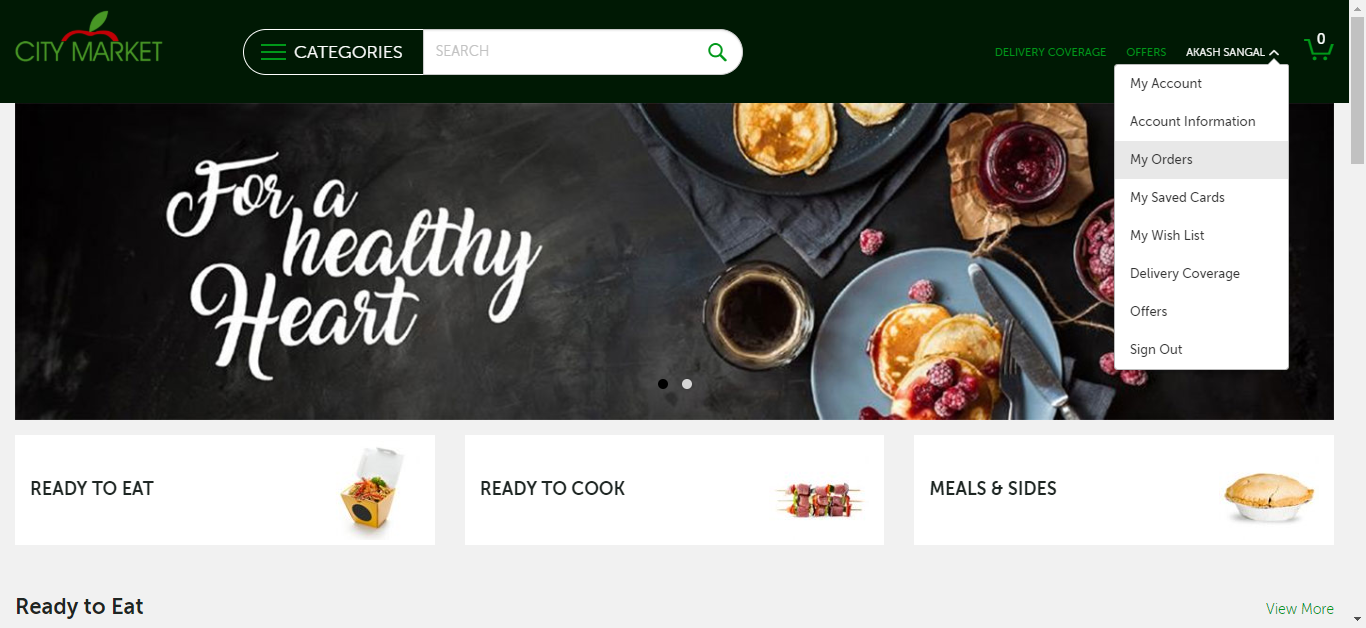 CITY MARKET
CATEGORIES
SEARCH
DELIVERY COVERAGE
OFFERS
AKASH SANGAL
0
My Account
Account Information
My Orders
My Saved Cards
My Wish List
Delivery Coverage
Offers
Sign Out
For a
healthy
Heart
READY TO EAT
READY TO COOK
MEALS & SIDES
Ready to Eat
View More